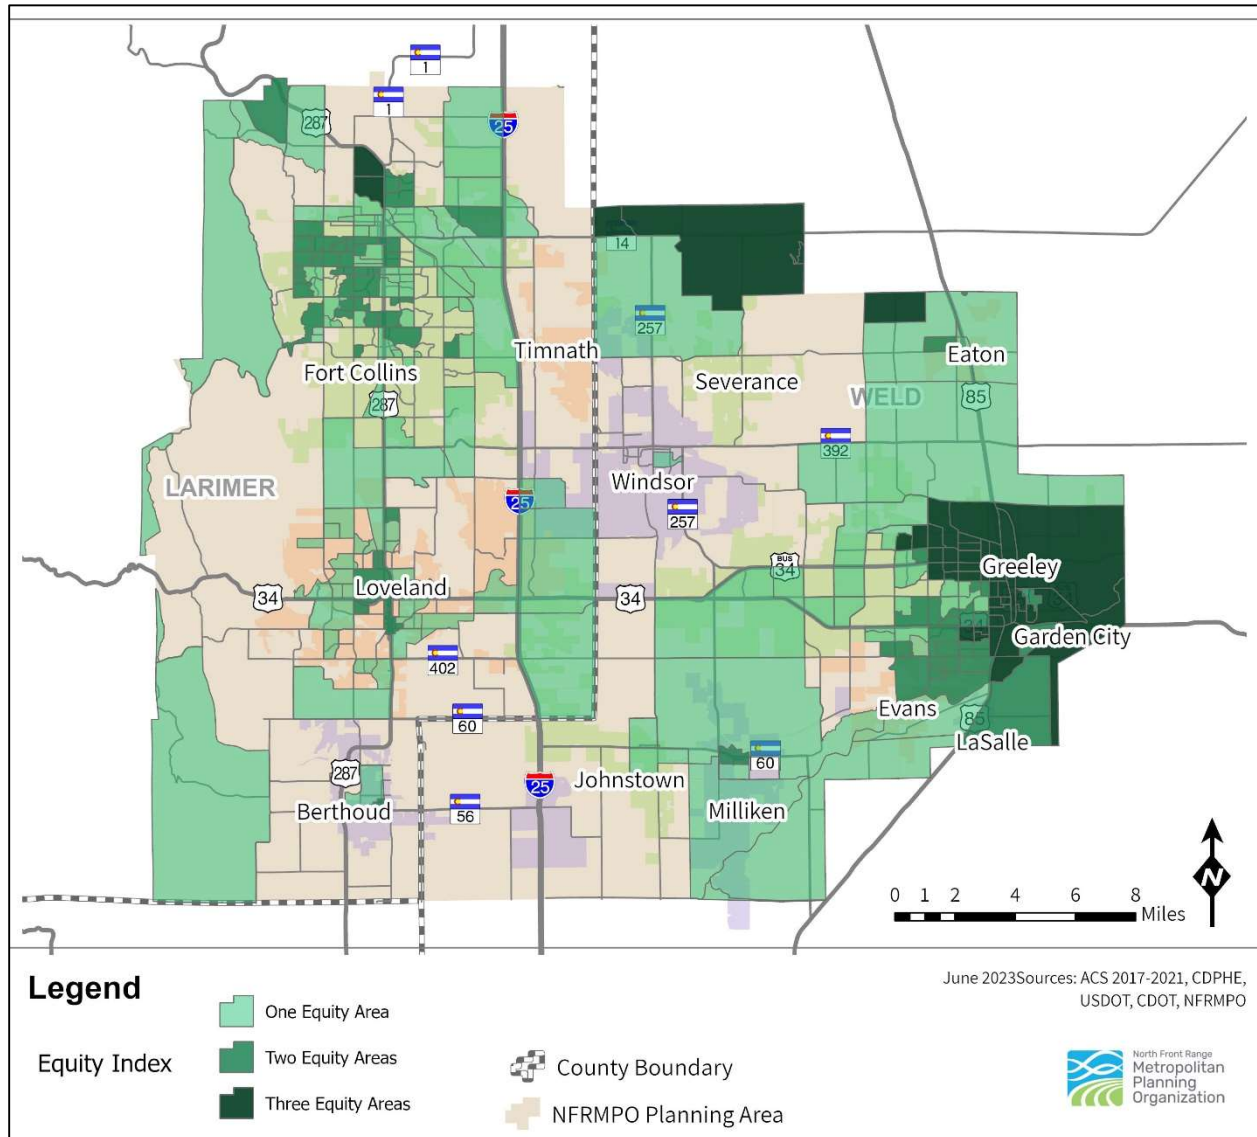 1
1
287
25
14
257
Timnath
Eaton
Fort Collins
Severance
287
WELD
85
392
LARIMER
Windsor
25
257
BUS
34
Greeley
Loveland
34
34
34
Garden City
402
Evans
60
85
LaSalle
60
287
25
Johnstown
Berthoud
56
Milliken
N
0 1 2 4 6 8
Miles
Legend
June 2023Sources: ACS 2017-2021, CDPHE,
USDOT, CDOT, NFRMPO
One Equity Area
Equity Index
Two Equity Areas
County Boundary
Three Equity Areas
NFRMPO Planning Area
North Front Range
Metropolitan
Planning
Organization